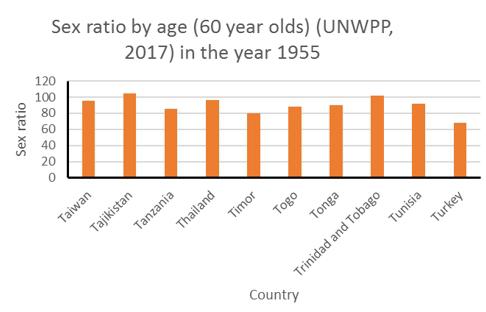 Sex ratio by age (60 year olds) (UNWPP,
2017) in the year 1955
120
100
80
60
40
20
0
Sex ratio
Taiwan
Tajikistan
Tanzania
Thailand
Timor
Togo
Tonga
Trinidad and Tobago
Tunisia
Turkey
Country